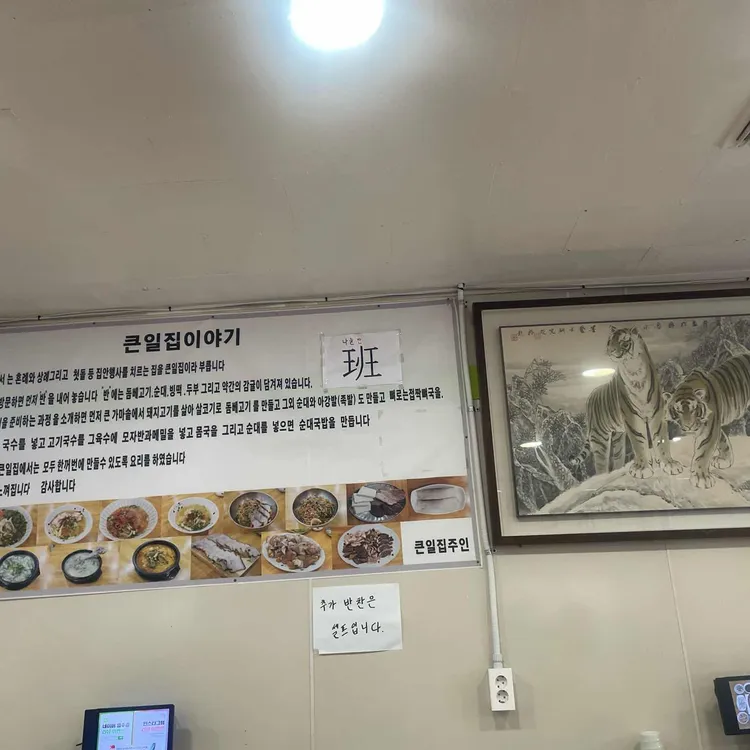 큰일집이야기
서 는 혼례와 상례그리고 첫돌 등 집안행사를 치르는 집을 큰일집이라 부릅니다
방문하면 먼저 반 을 내어 놓습니다 '반'에는 돔베고기,순대,빙떡,두부 그리고 약간의 감귤이 담겨져 있습니다.
을 준비하는 과정 을 소개하면 먼저 큰 가마솥에서 돼지고기를 삶아 살코기로 돔베고기 를 만들고 그외 순대와 아강발(족발) 도 만들고 뼈로는접짝뼈국을.
국수를 넣고 고기국수를 그육수에 모자반과메밀을 넣고 몸국을 그리고 순대를 넣으면 순대국밥을 만듭니다
큰일집에서는 모두 한꺼번에 만들수 있도록 요리를 하였습니다
느껴집니다 감사합니다
나눌 반
班
큰일집주인
추가 반찬은
셀프입니다.